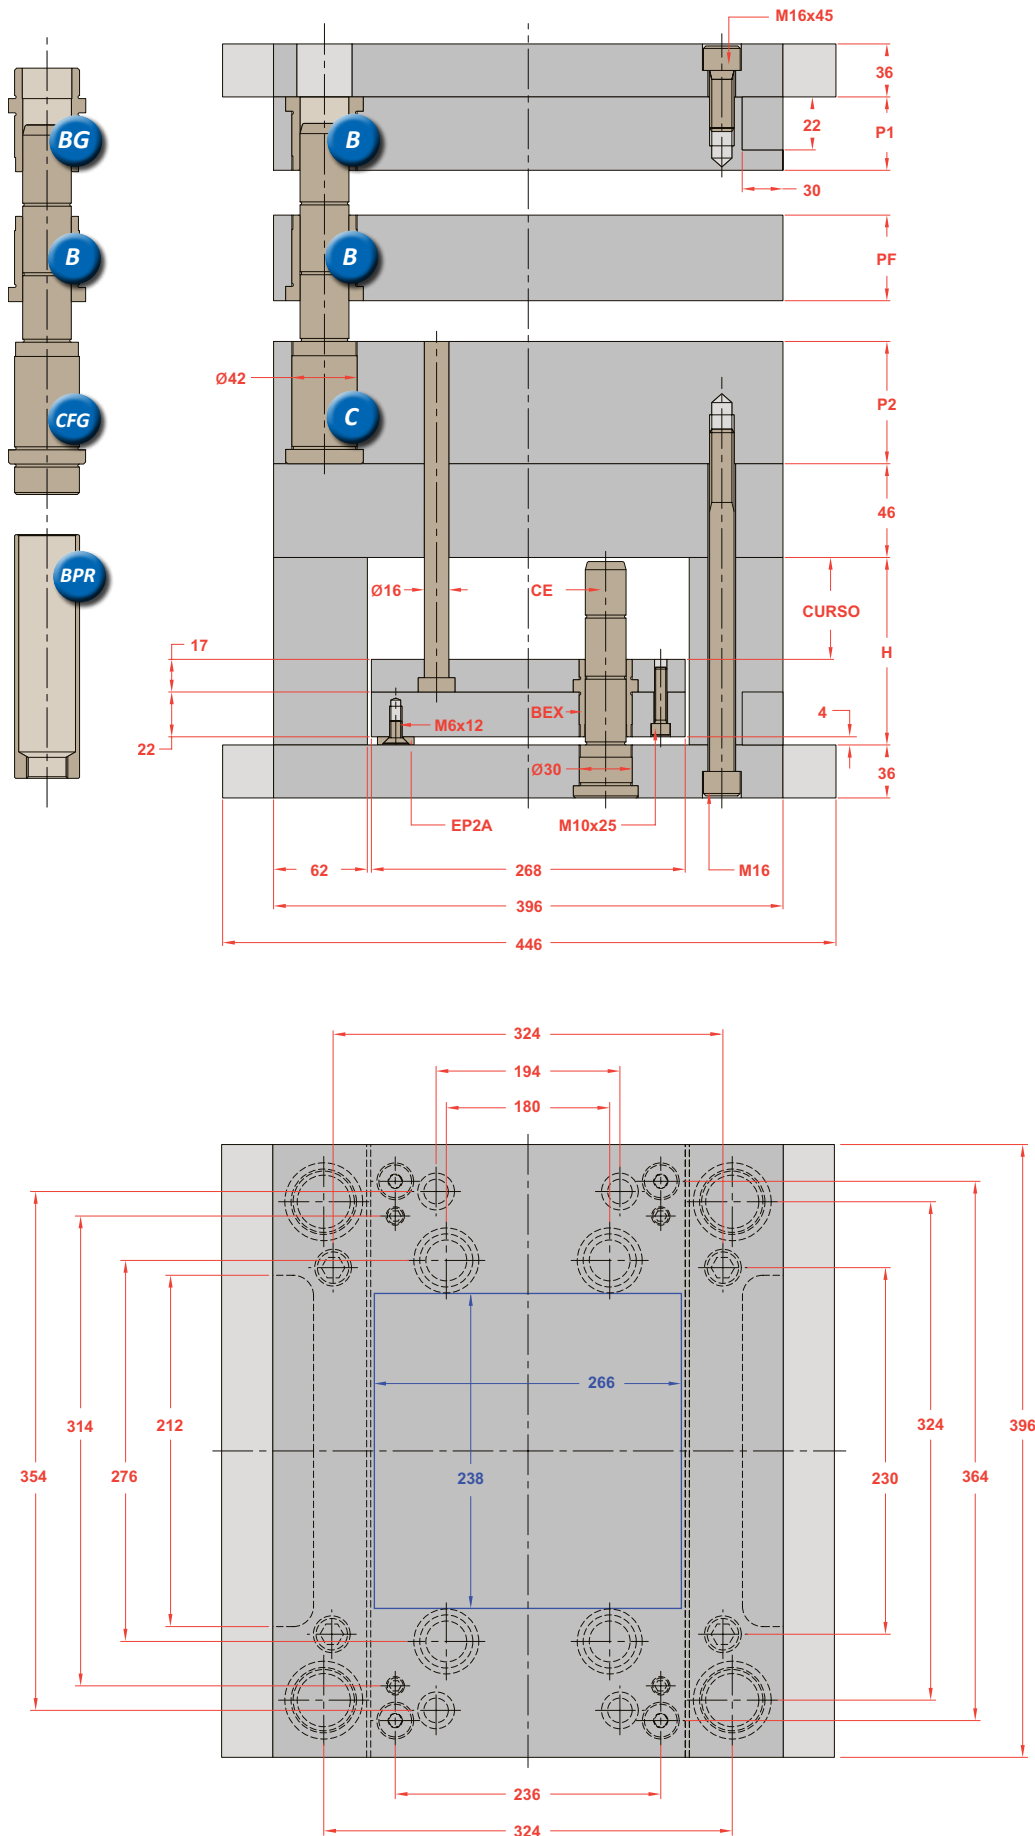 M16x45
36
22
P1
30
BG
B
B
B
PF
Ø42
CFG
C
P2
46
BPR
Ø16
CE
CURSO
17
H
BEX
4
M6x12
22
Ø30
36
EP2A
M10x25
M16
62
268
396
446
324
194
180
266
314
212
324
396
354
276
238
230
364
236
324